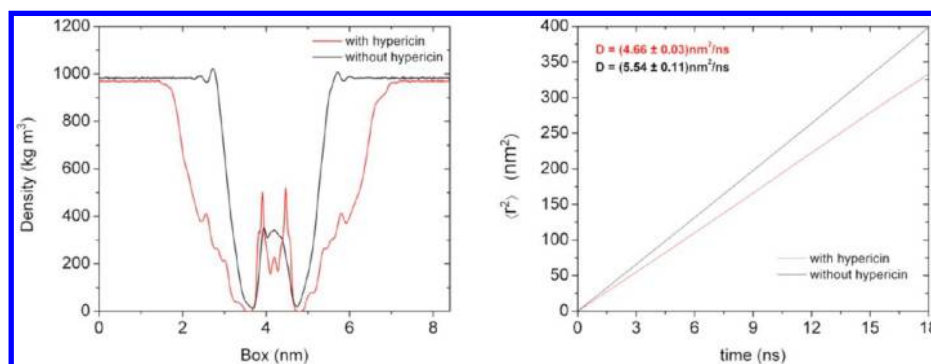 1200
1000
800
600
400
200
0
Density (kg m³)
with hypericin
without hypericin
0
2
4
6
8
Box (nm)
400
350
300
250
200
150
100
50
0
⟨r²⟩ (nm²)
D = (4.66 ± 0.03)nm²/ns
D = (5.54 ± 0.11)nm²/ns
with hypericin
without hypericin
0
3
6
9
12
15
18
time (ns)